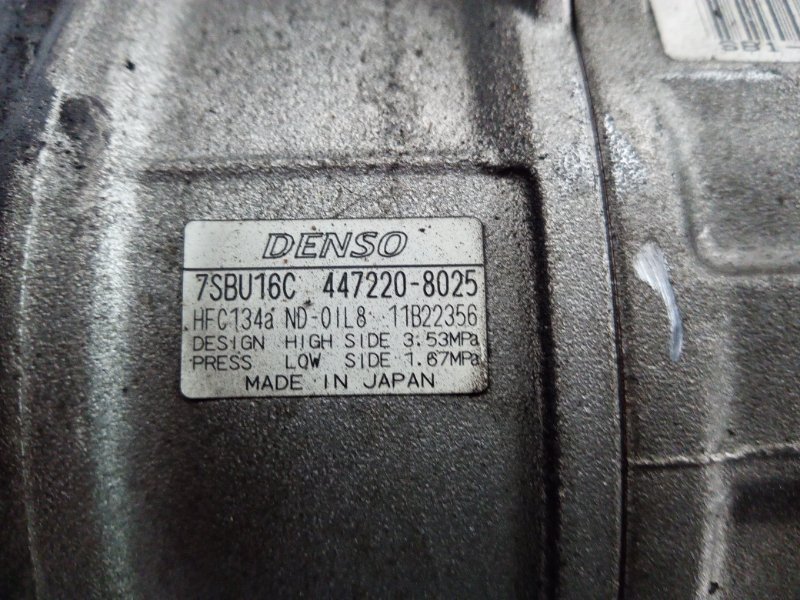 DENSO
7SBU16C 447220-8025
HFC134a ND-OIL8 11B22356
DESIGN HIGH SIDE 3.53MPa
PRESS LOW SIDE 1.67MPa
MADE IN JAPAN